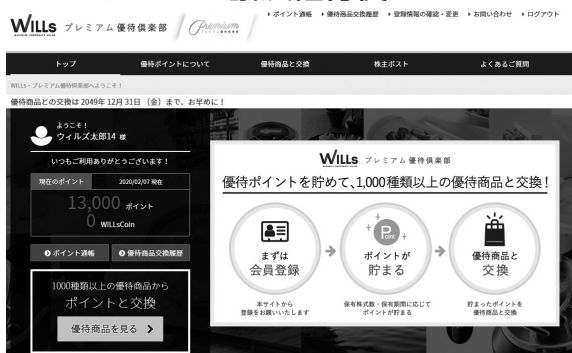 WILLs プレミアム優待倶楽部 Premium
ポイント通帳 優待商品交換履歴 登録情報の確認・変更 お問い合わせ ログアウト
トップ 優待ポイントについて 優待商品と交換 株主ポスト よくあるご質問
WILLs・プレミアム優待倶楽部へようこそ！
優待商品との交換は 2049年 12月 31日 （金）まで、お早めに！
ようこそ！
ウィルズ太郎14 様
いつもご利用ありがとうございます！
現在のポイント 2020/02/07 現在
13,000 ポイント
0 WILLsCoin
ポイント通帳 優待商品交換履歴
1000種類以上の優待商品から
ポイントと交換
優待商品を見る
WILLs プレミアム優待倶楽部
優待ポイントを貯めて、1,000種類以上の優待商品と交換！
まずは
会員登録
本サイトから
登録をお願いいたします
Point
ポイントが
貯まる
保有株式数・保有期間に応じて
ポイントが貯まる
優待商品と
交換
貯まったポイントを
優待商品と交換